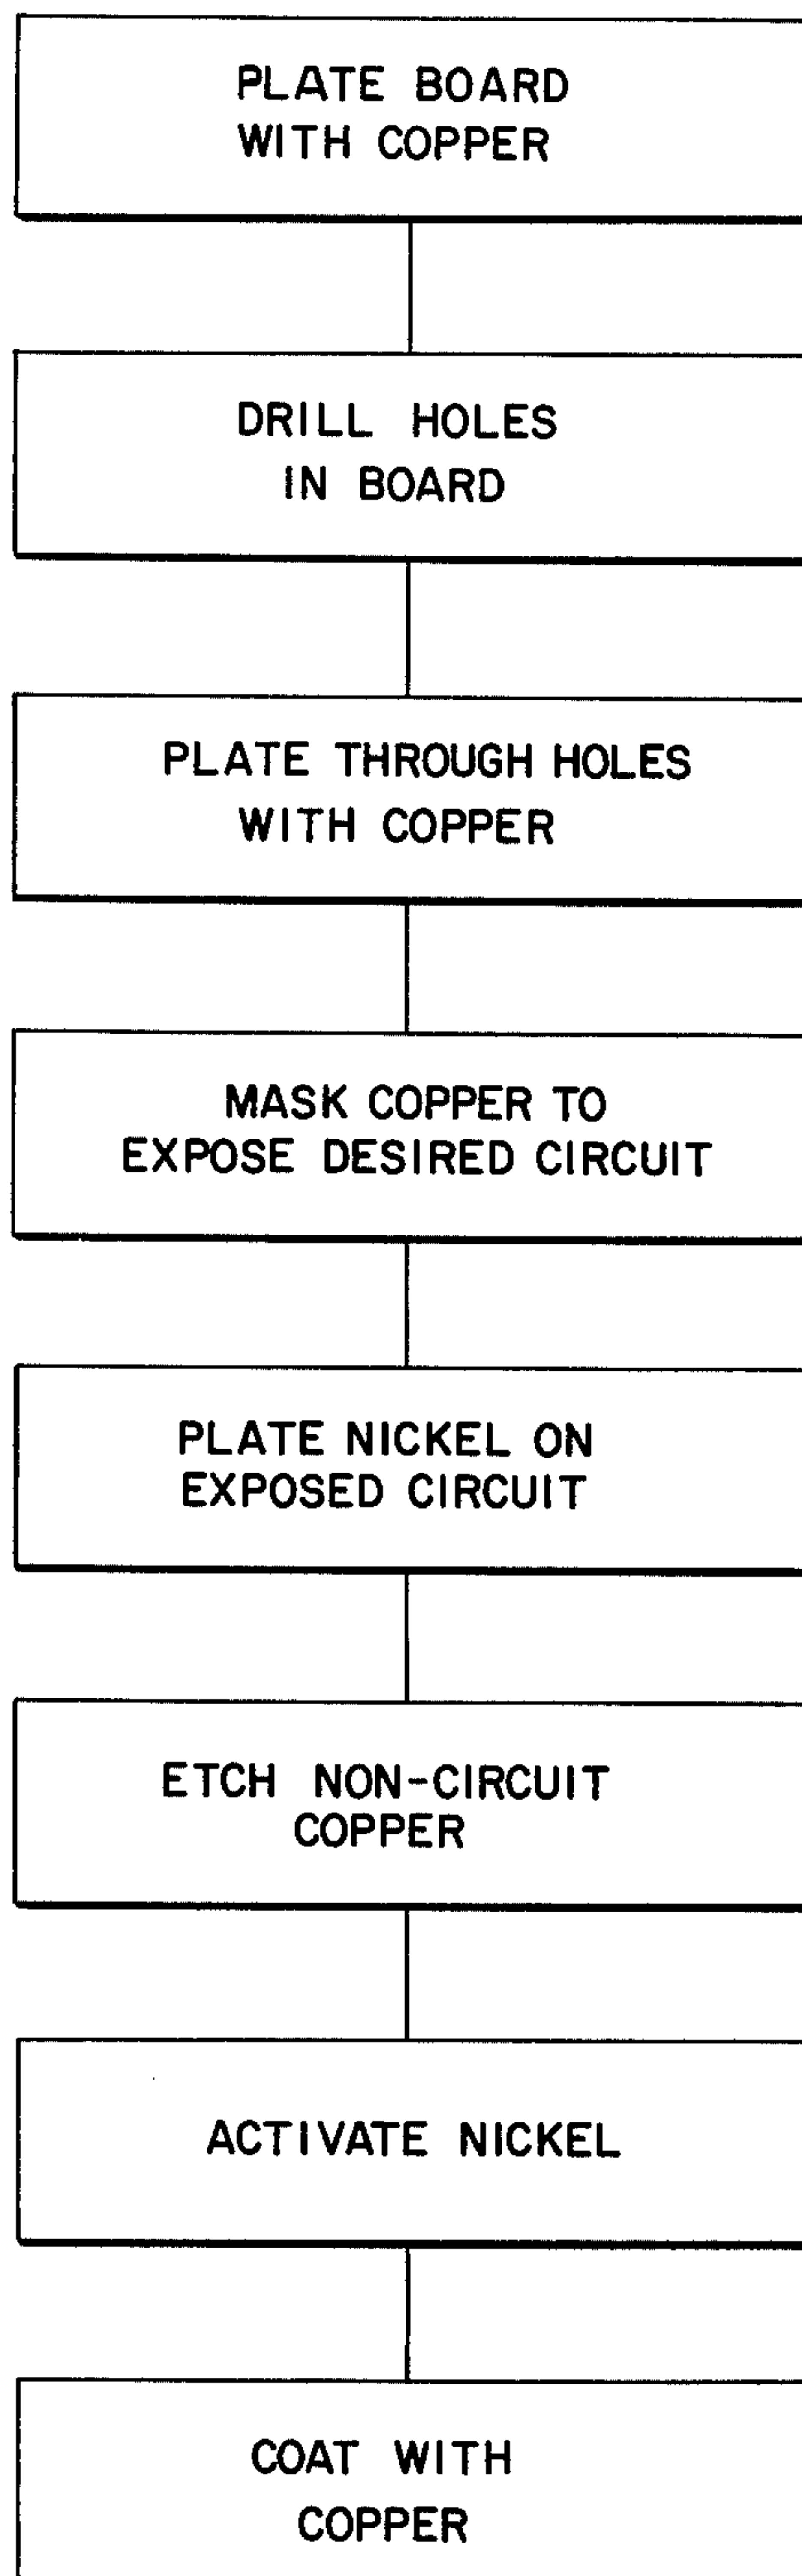 PLATE BOARD
WITH COPPER
DRILL HOLES
IN BOARD
PLATE THROUGH HOLES
WITH COPPER
MASK COPPER TO
EXPOSE DESIRED CIRCUIT
PLATE NICKEL ON
EXPOSED CIRCUIT
ETCH NON-CIRCUIT
COPPER
ACTIVATE NICKEL
COAT WITH
COPPER